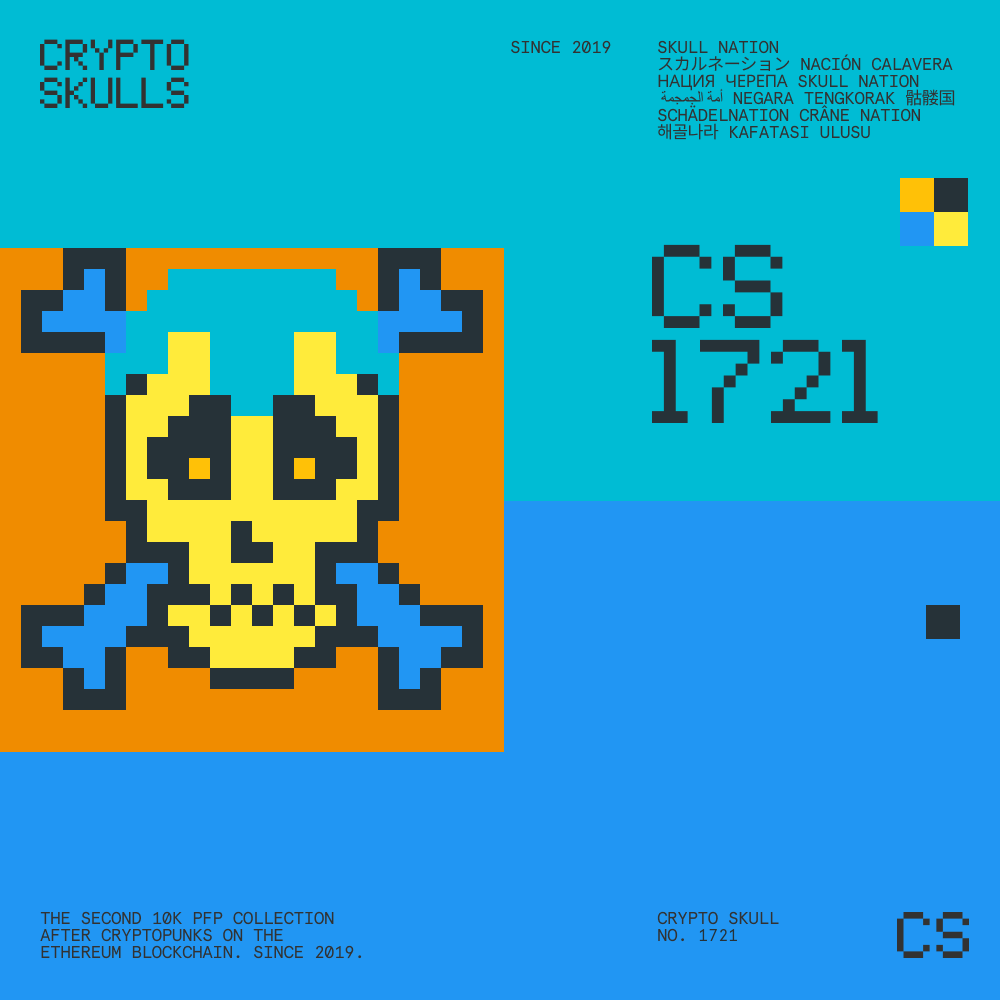 CRYPTO
SKULLS
SINCE 2019
SKULL NATION
スカルネーション NACIÓN CALAVERA
НАЦИЯ ЧЕРЕПА SKULL NATION
أمة الجمجمة NEGARA TENGKORAK 骷髅国
SCHÄDELNATION CRÂNE NATION
해골나라 KAFATASI ULUSU
CS
1721
THE SECOND 10K PFP COLLECTION
AFTER CRYPTOPUNKS ON THE
ETHEREUM BLOCKCHAIN. SINCE 2019.
CRYPTO SKULL
NO. 1721
CS